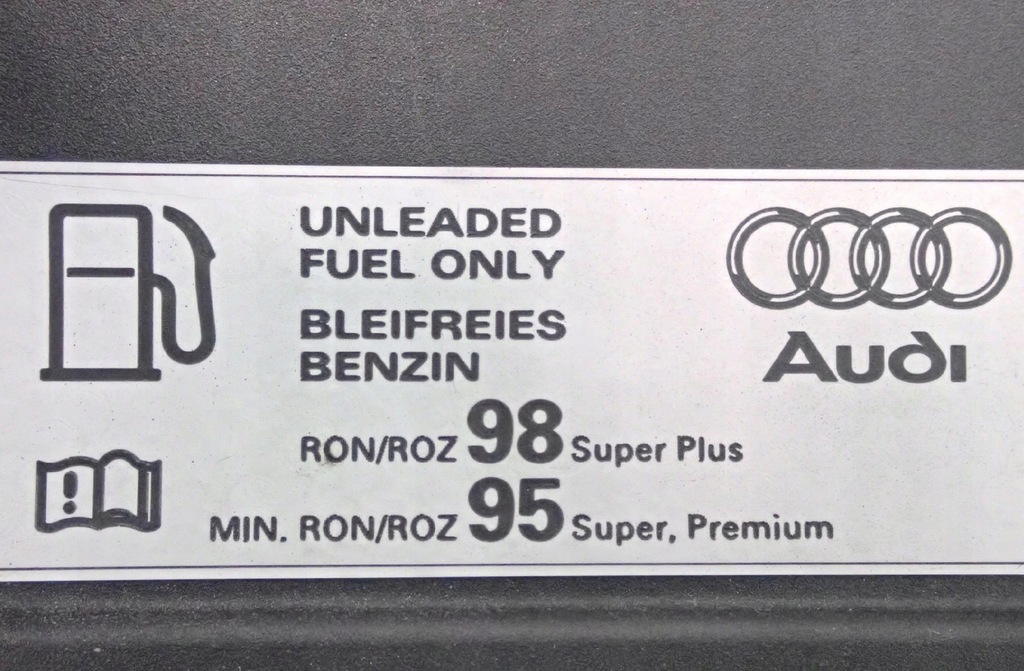 UNLEADED
FUEL ONLY
BLEIFREIES
BENZIN
RON/ROZ 98 Super Plus
MIN. RON/ROZ 95 Super, Premium
Audi